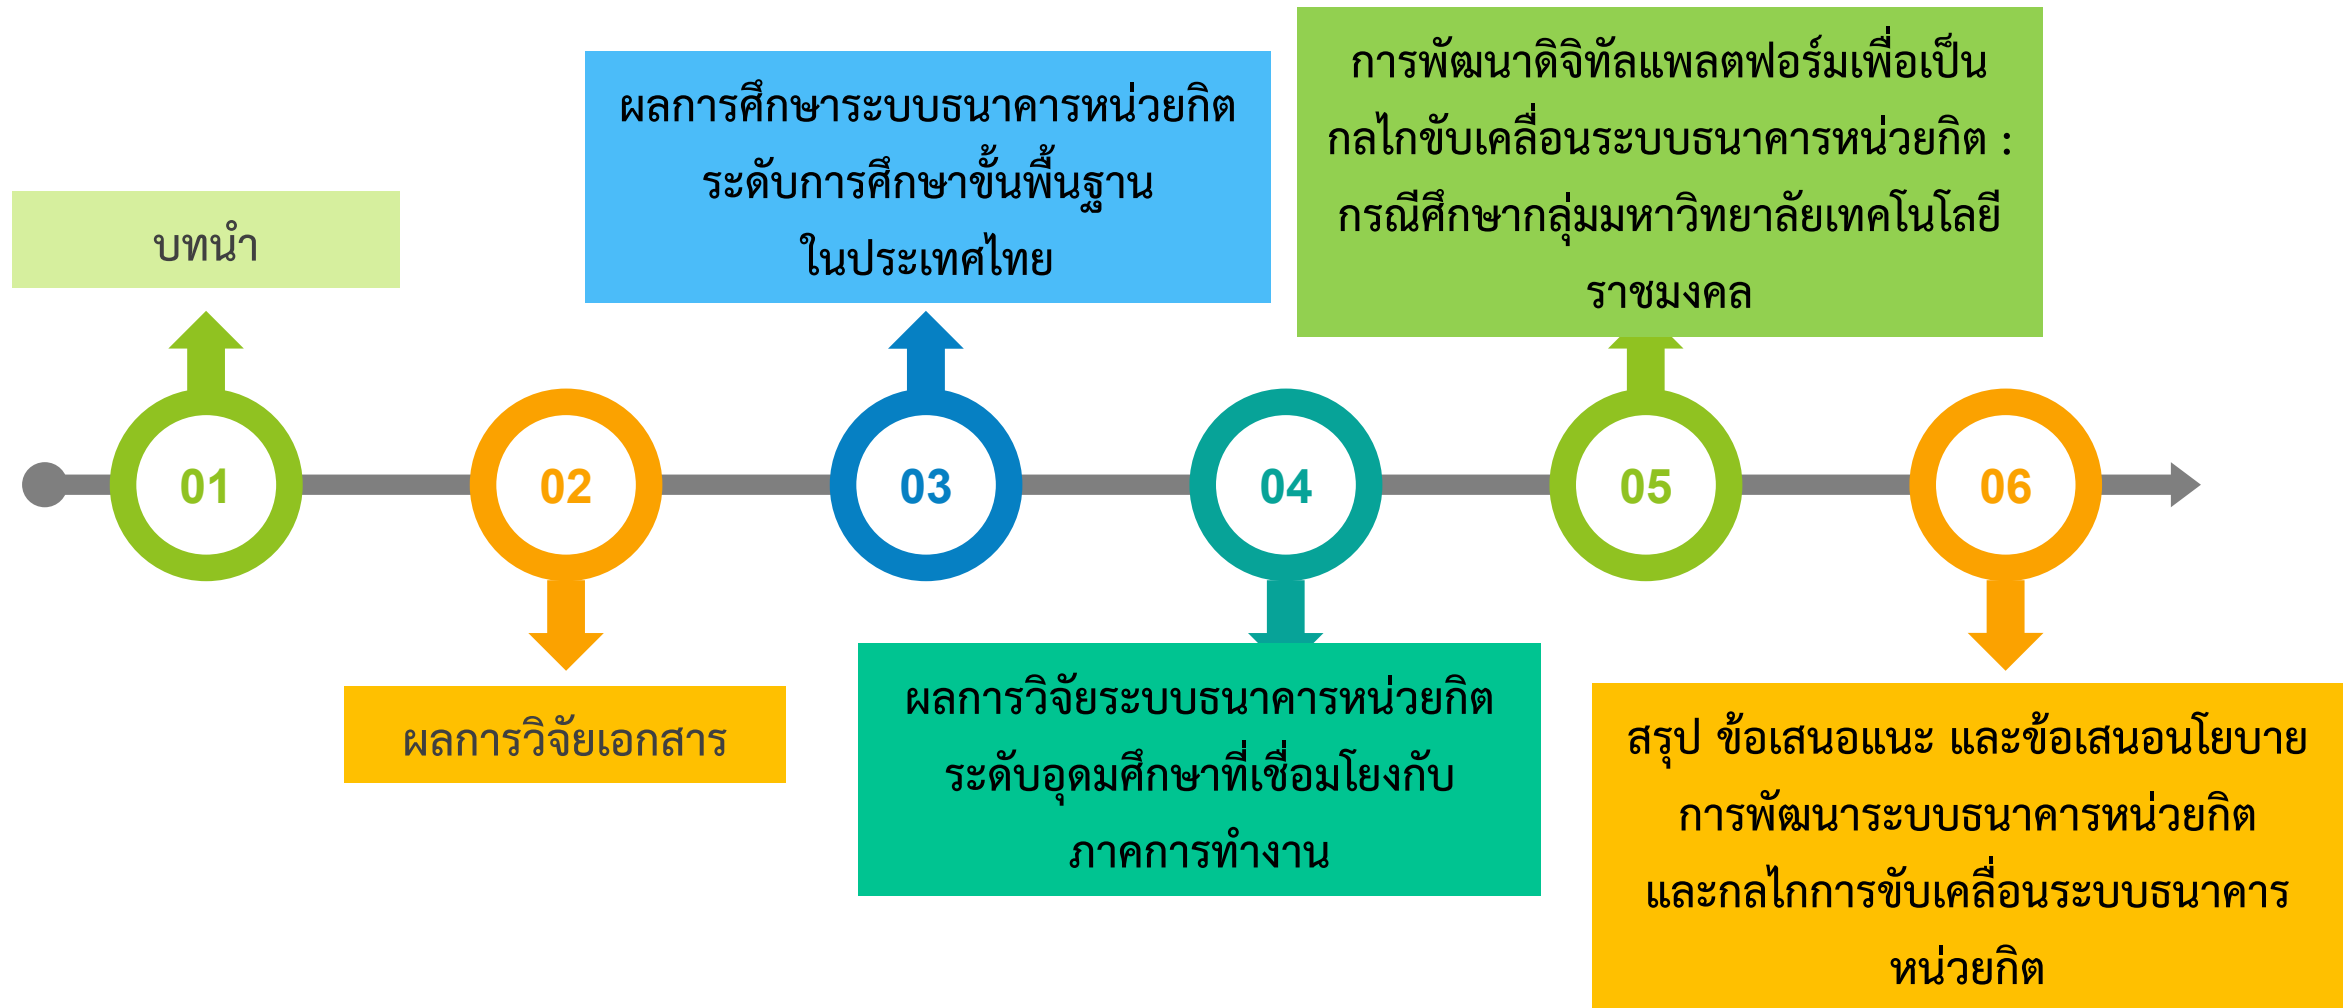 บทนำ
01
02
ผลการวิจัยเอกสาร
ผลการศึกษาระบบธนาคารหน่วยกิต
ระดับการศึกษาขั้นพื้นฐาน
ในประเทศไทย
03
04
ผลการวิจัยระบบธนาคารหน่วยกิต
ระดับอุดมศึกษาที่เชื่อมโยงกับ
ภาคการทำงาน
การพัฒนาดิจิทัลแพลตฟอร์มเพื่อเป็น
กลไกขับเคลื่อนระบบธนาคารหน่วยกิต :
กรณีศึกษากลุ่มมหาวิทยาลัยเทคโนโลยี
ราชมงคล
05
06
สรุป ข้อเสนอแนะ และข้อเสนอนโยบาย
การพัฒนาระบบธนาคารหน่วยกิต
และกลไกการขับเคลื่อนระบบธนาคาร
หน่วยกิต